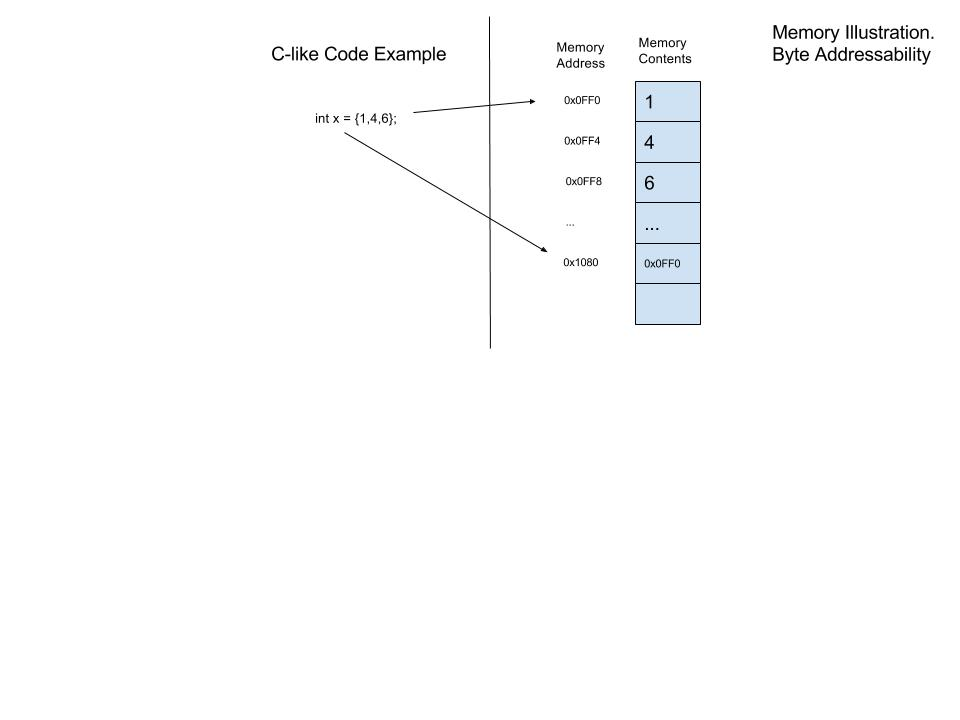 C-like Code Example
int x = {1,4,6};
Memory
Address
Memory
Contents
0x0FF0
1
0x0FF4
4
0x0FF8
6
...
...
0x1080
0x0FF0
Memory Illustration.
Byte Addressability